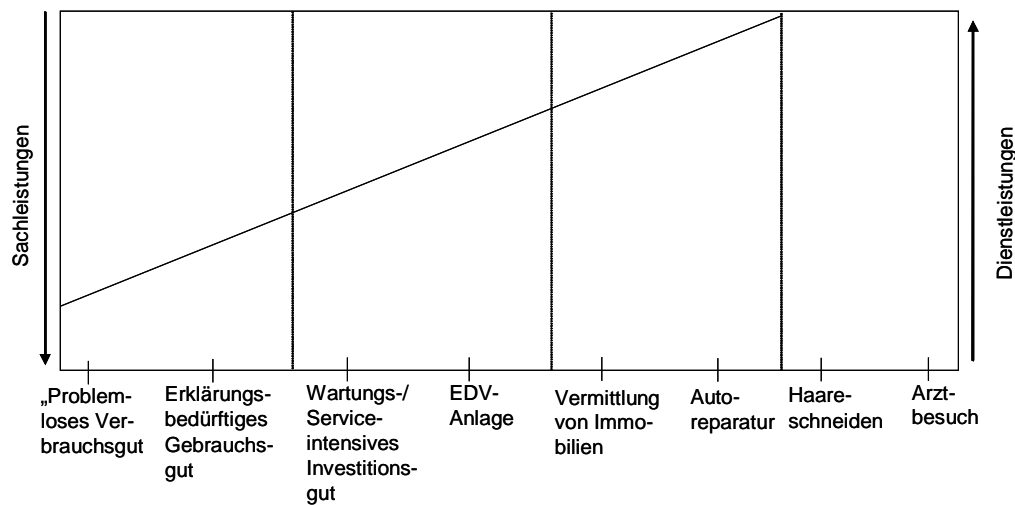 Sachleistungen
Dienstleistungen
„Problem-
loses Ver-
brauchsgut
Erklärungs-
bedürftiges
Gebrauchs-
gut
Wartungs-/
Service-
intensives
Investitions-
gut
EDV-
Anlage
Vermittlung
von Immo-
bilien
Auto-
reparatur
Haare-
schneiden
Arzt-
besuch